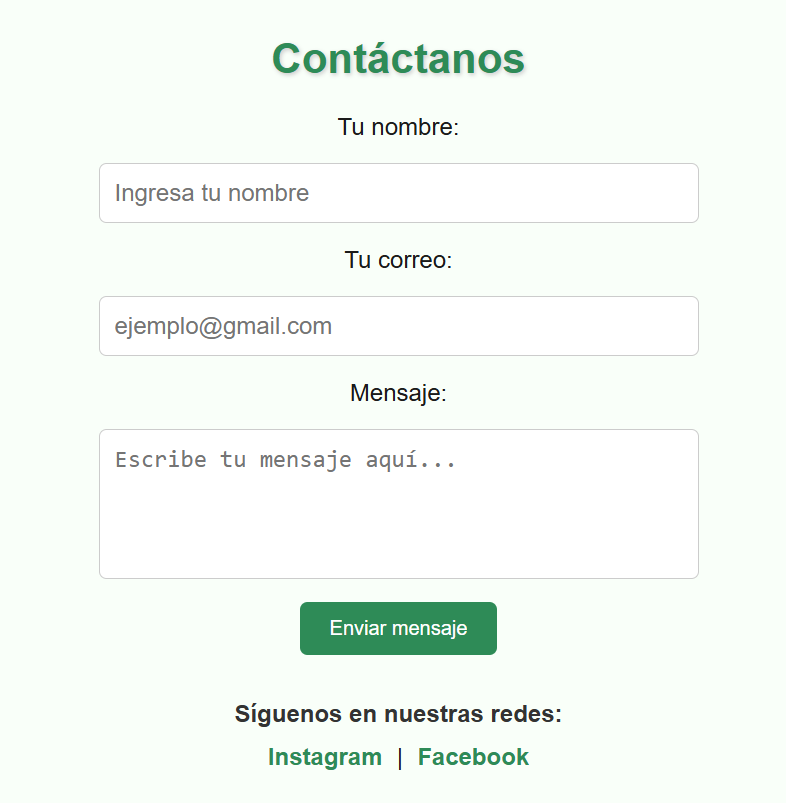 Contáctanos
Tu nombre:
Ingresa tu nombre
Tu correo:
ejemplo@gmail.com
Mensaje:
Escribe tu mensaje aquí...
Enviar mensaje
Síguenos en nuestras redes:
Instagram | Facebook